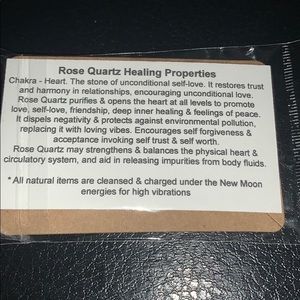 Rose Quartz Healing Properties
Chakra - Heart. The stone of unconditional self-love. It restores trust
and harmony in relationships, encouraging unconditional love.
Rose Quartz purifies & opens the heart at all levels to promote
love, self-love, friendship, deep inner healing & feelings of peace.
It dispels negativity & protects against environmental pollution,
replacing it with loving vibes. Encourages self forgiveness &
acceptance invoking self trust & self worth.
Rose Quartz may strengthens & balances the physical heart &
circulatory system, and aid in releasing impurities from body fluids.
* All natural items are cleansed & charged under the New Moon
energies for high vibrations